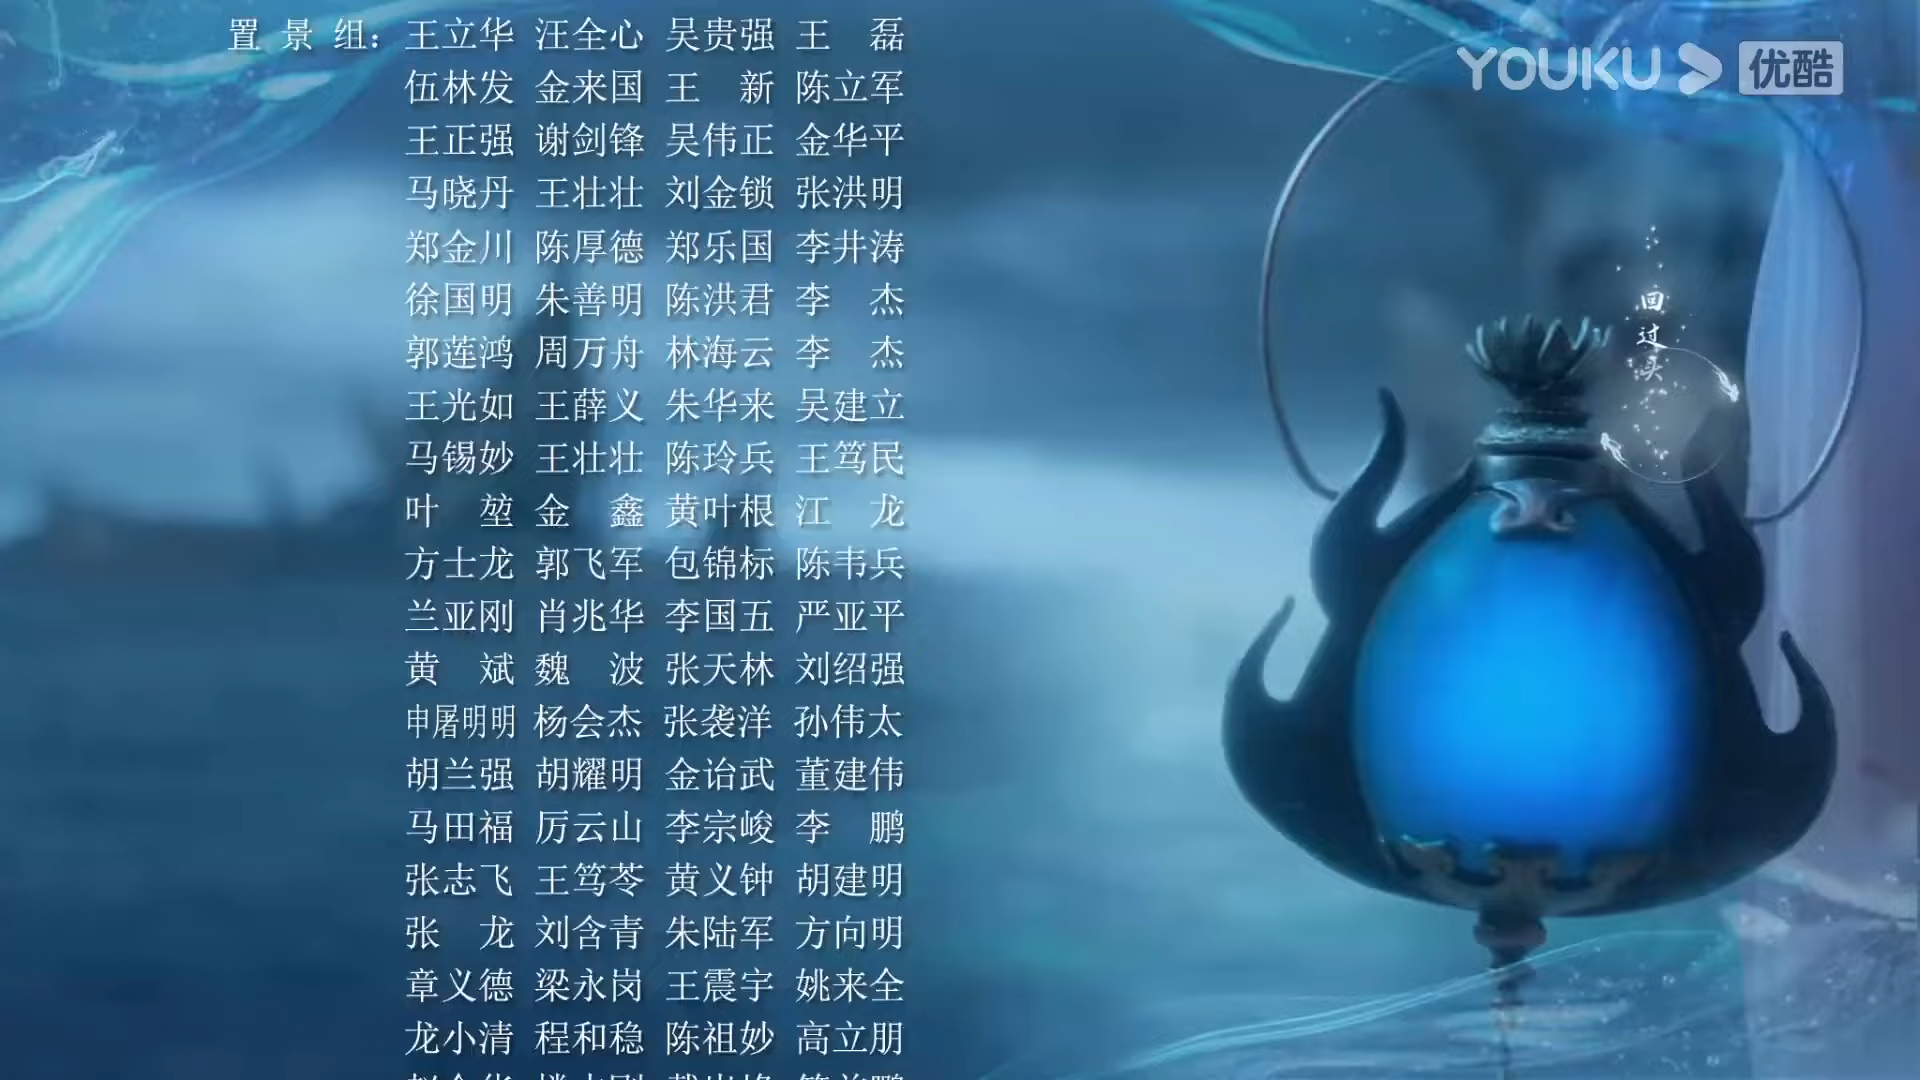 置景组：王立华 汪全心 吴贵强 王 磊
伍林发 金来国 王 新 陈立军
王正强 谢剑锋 吴伟正 金华平
马晓丹 王壮壮 刘金锁 张洪明
郑金川 陈厚德 郑乐国 李井涛
徐国明 朱善明 陈洪君 李 杰
郭莲鸿 周万舟 林海云 李 杰
王光如 王薛义 朱华来 吴建立
马锡妙 王壮壮 陈玲兵 王笃民
叶 堃 金 鑫 黄叶根 江 龙
方士龙 郭飞军 包锦标 陈韦兵
兰亚刚 肖兆华 李国五 严亚平
黄 斌 魏 波 张天林 刘绍强
申屠明明 杨会杰 张袭洋 孙伟太
胡兰强 胡耀明 金诒武 董建伟
马田福 厉云山 李宗峻 李 鹏
张志飞 王笃苓 黄义钟 胡建明
张 龙 刘含青 朱陆军 方向明
章义德 梁永岗 王震宇 姚来全
龙小清 程和稳 陈祖妙 高立朋
YOUKU 优酷
回过头